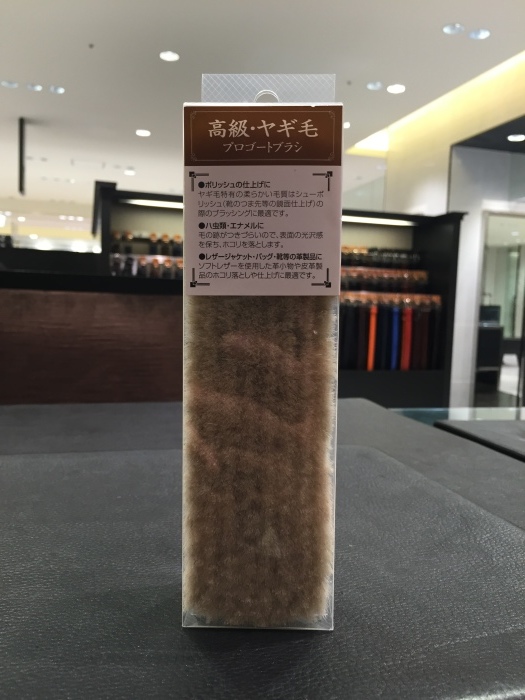 高級・ヤギ毛
プロゴートブラシ
●ポリッシュの仕上げに
ヤギ毛特有の柔らかい毛質はシューポ
リッシュ(靴のつま先等の鏡面仕上げ)の
際のブラッシングに最適です。
●ハ虫類・エナメルに
毛の跡がつきづらいので、表面の光沢感
を保ち、ホコリを落とします。
●レザージャケット・バッグ・靴等の革製品に
ソフトレザーを使用した革小物や皮革製
品のホコリ落としや仕上げに最適です。